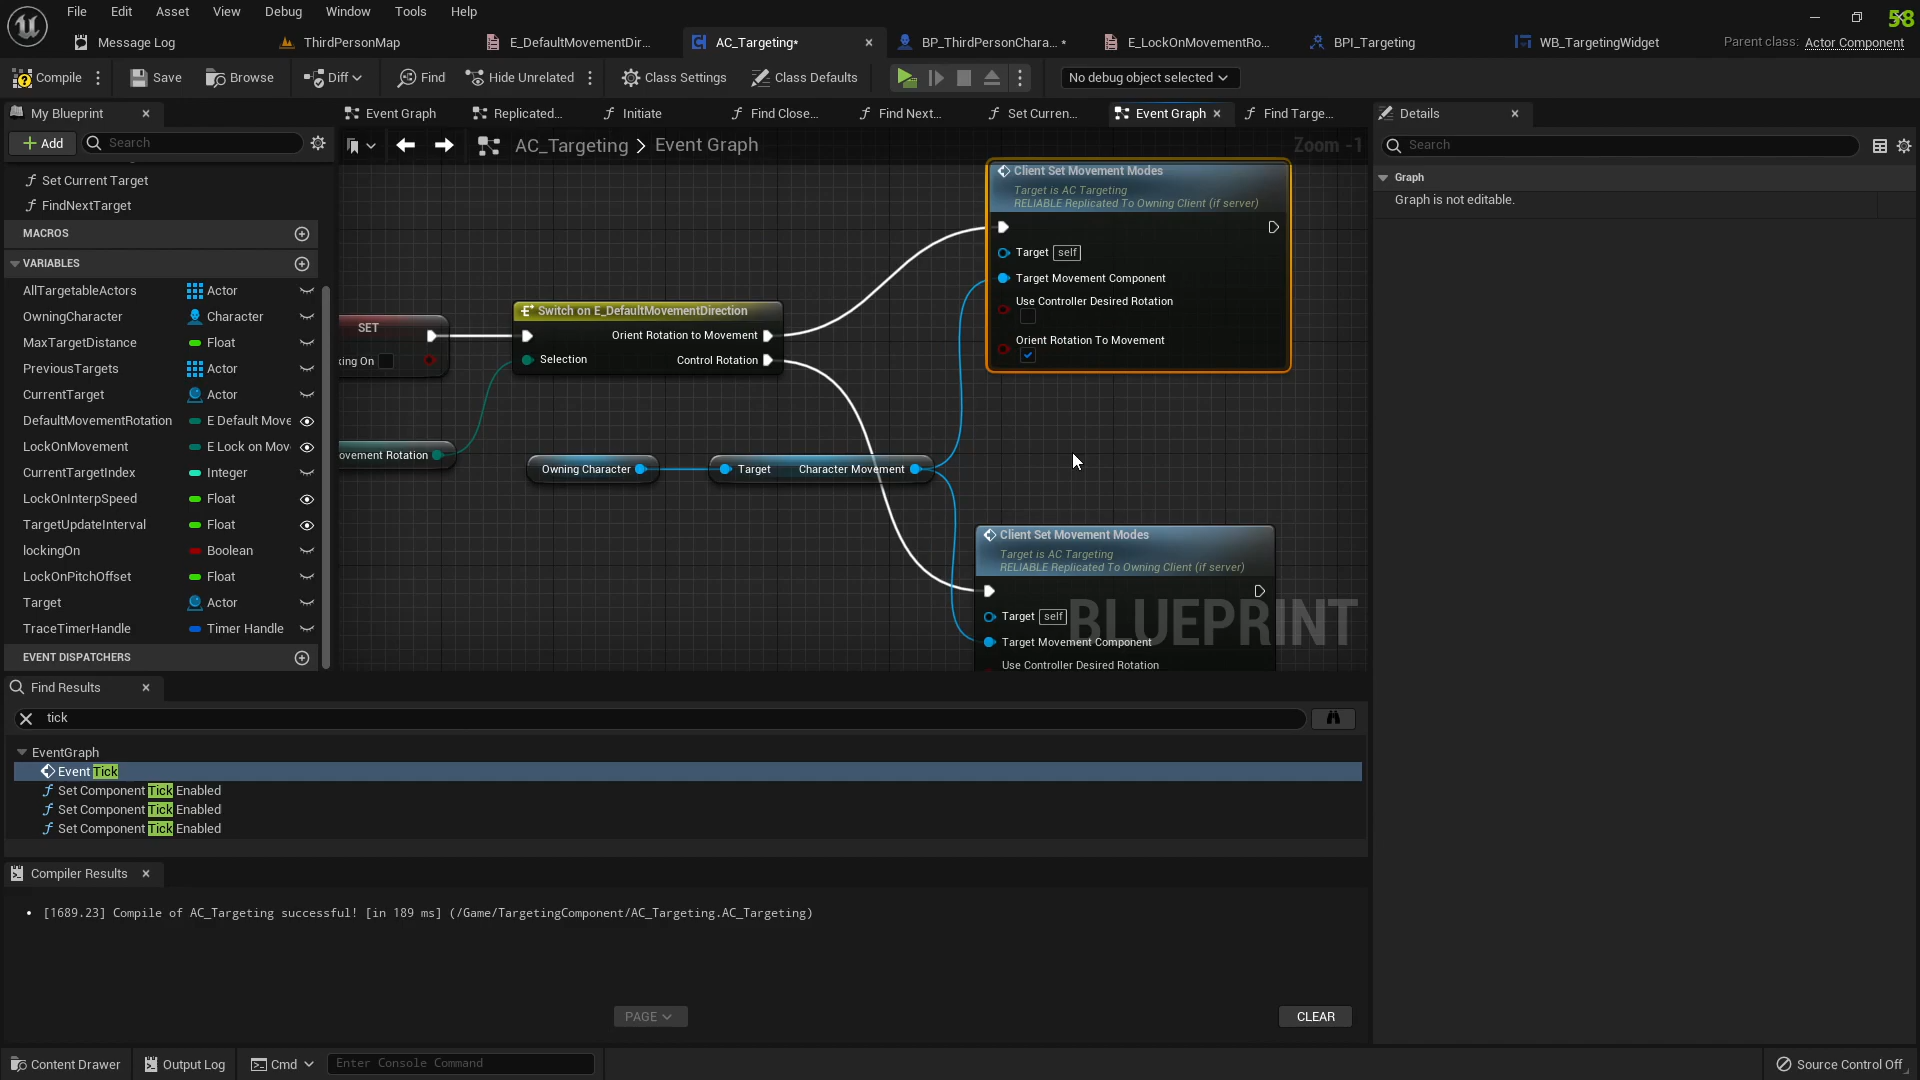 File Edit Asset View Debug Window Tools Help
58
Message Log
ThirdPersonMap
E_DefaultMovementDir...
AC_Targeting*
BP_ThirdPersonChara... *
E_LockOnMovementRo...
BPI_Targeting
WB_TargetingWidget
Parent class: Actor Component
Compile
Save
Browse
Diff
Find
Hide Unrelated
Class Settings
Class Defaults
No debug object selected
My Blueprint
Event Graph
Replicated...
Initiate
Find Close...
Find Next...
Set Curren...
Event Graph
Find Targe...
Details
Add
Search
AC_Targeting > Event Graph
Zoom -1
Search
Graph
Graph is not editable.
Set Current Target
FindNextTarget
MACROS
VARIABLES
AllTargetableActors Actor
OwningCharacter Character
MaxTargetDistance Float
PreviousTargets Actor
CurrentTarget Actor
DefaultMovementRotation E Default Move
LockOnMovement E Lock on Mov
CurrentTargetIndex Integer
LockOnInterpSpeed Float
TargetUpdateInterval Float
lockingOn Boolean
LockOnPitchOffset Float
Target Actor
TraceTimerHandle Timer Handle
EVENT DISPATCHERS
SET
king On
ovement Rotation
Switch on E_DefaultMovementDirection
Orient Rotation to Movement
Selection
Control Rotation
Owning Character
Target Character Movement
Client Set Movement Modes
Target is AC Targeting
RELIABLE Replicated To Owning Client (if server)
Target self
Target Movement Component
Use Controller Desired Rotation
Orient Rotation To Movement
Client Set Movement Modes
Target is AC Targeting
RELIABLE Replicated To Owning Client (if server)
Target self
Target Movement Component
Use Controller Desired Rotation
BLUEPRINT
Find Results
tick
EventGraph
Event Tick
Set Component Tick Enabled
Set Component Tick Enabled
Set Component Tick Enabled
Compiler Results
• [1689.23] Compile of AC_Targeting successful! [in 189 ms] (/Game/TargetingComponent/AC_Targeting.AC_Targeting)
PAGE
CLEAR
Content Drawer
Output Log
Cmd
Enter Console Command
Source Control Off